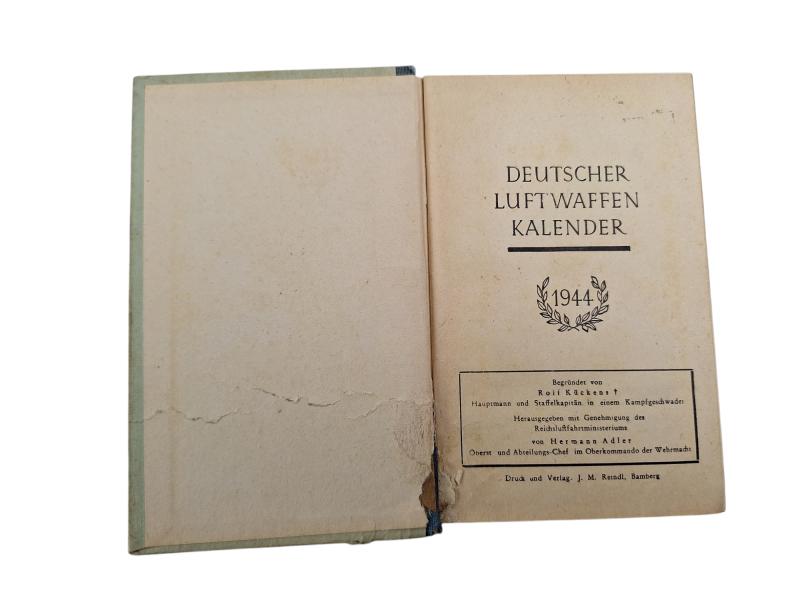 DEUTSCHER
LUFTWAFFEN
KALENDER
1944
Begründet von
Rolf Kückens †
Hauptmann und Staffelkapitän in einem Kampfgeschwader
Herausgegeben mit Genehmigung des
Reichsluftfahrtministeriums
von Hermann Adler
Oberst und Abteilungs-Chef im Oberkommando der Wehrmacht
Druck und Verlag. J. M. Reindl, Bamberg